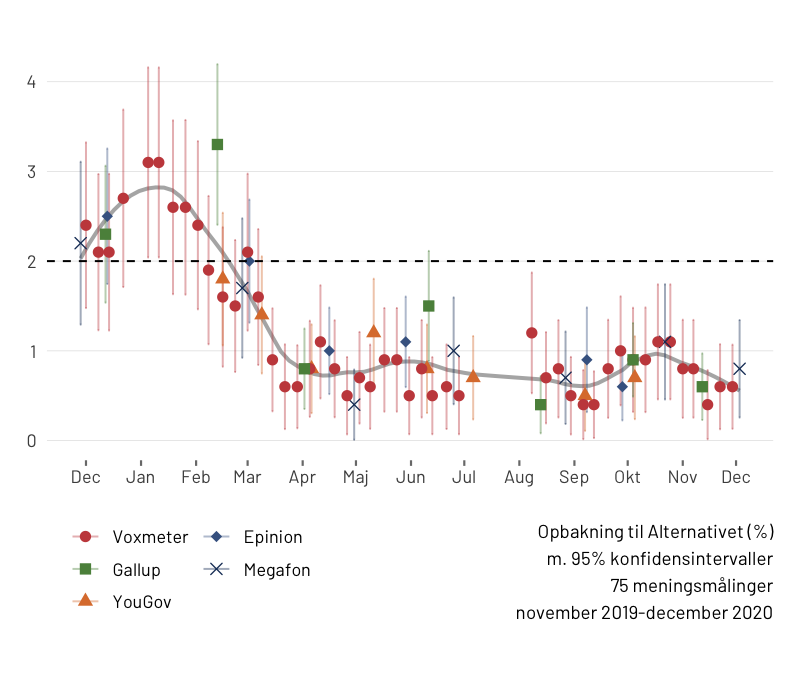 4
3
2
1
0
Dec Jan Feb Mar Apr Maj Jun Jul Aug Sep Okt Nov Dec
Voxmeter Epinion
Gallup Megafon
YouGov
Opbakning til Alternativet (%)
m. 95% konfidensintervaller
75 meningsmålinger
november 2019-december 2020